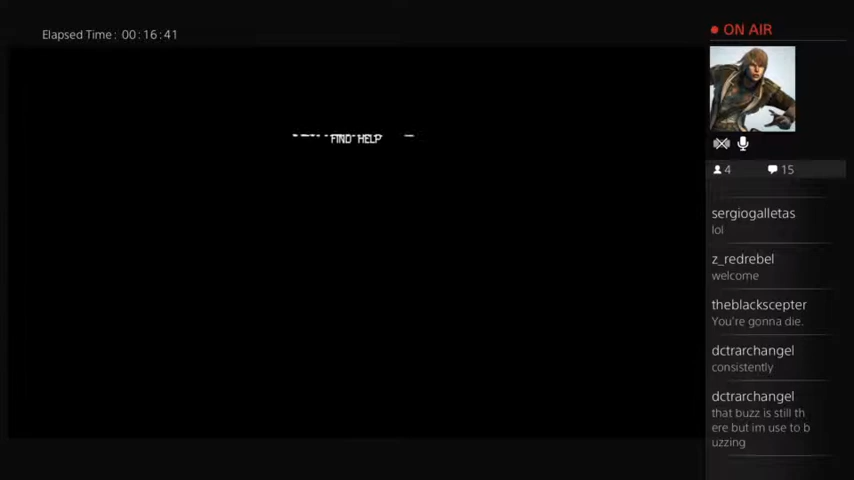 Elapsed Time: 00:16:41
ON AIR
FIND HELP
4
15
sergiogalletas
lol
z_redrebel
welcome
theblackscepter
You're gonna die.
dctrarchangel
consistently
dctrarchangel
that buzz is still th
ere but im use to b
uzzing